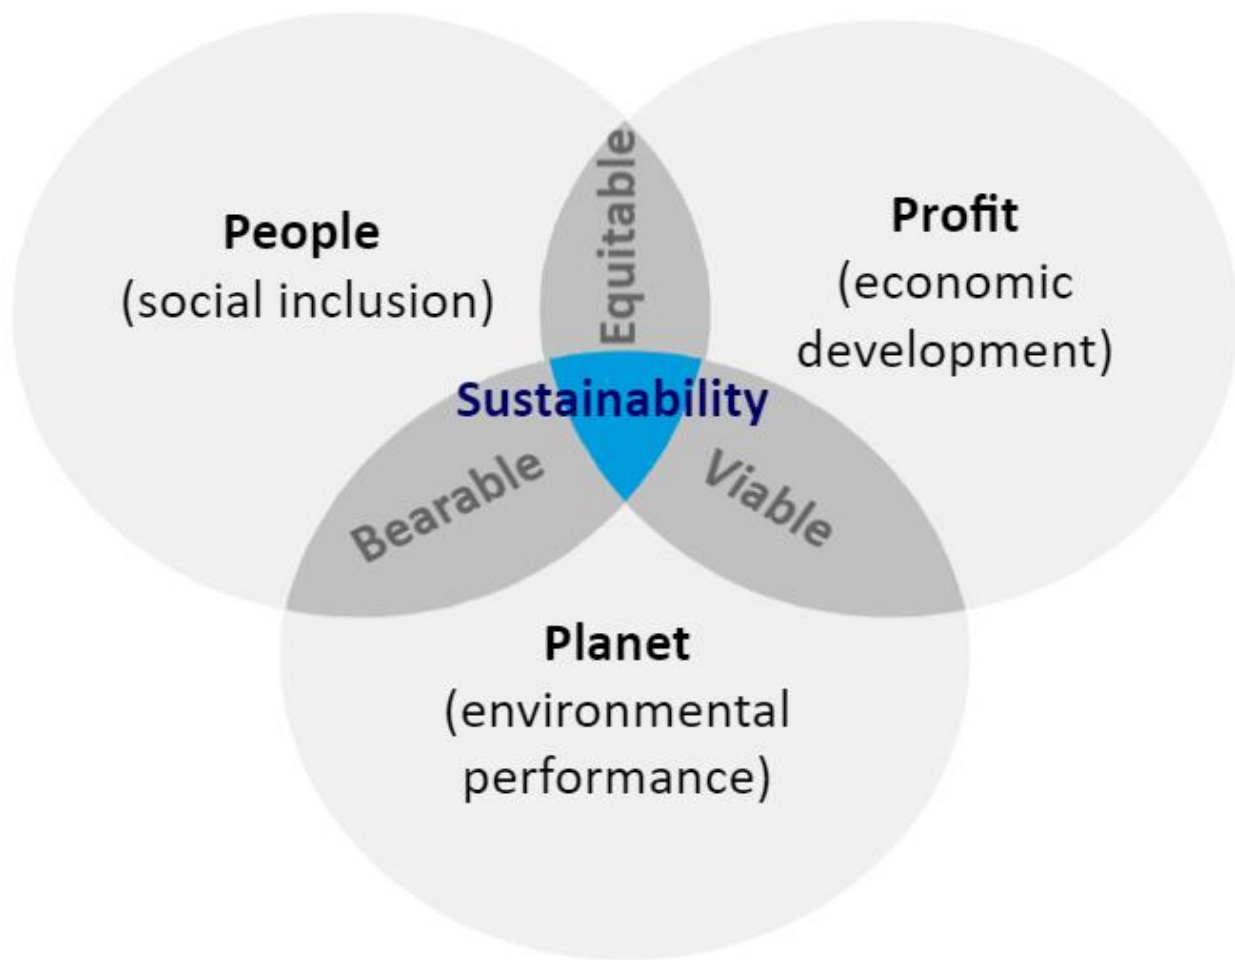 People
(social inclusion)
Profit
(economic
development)
Equitable
Sustainability
Bearable
Viable
Planet
(environmental
performance)